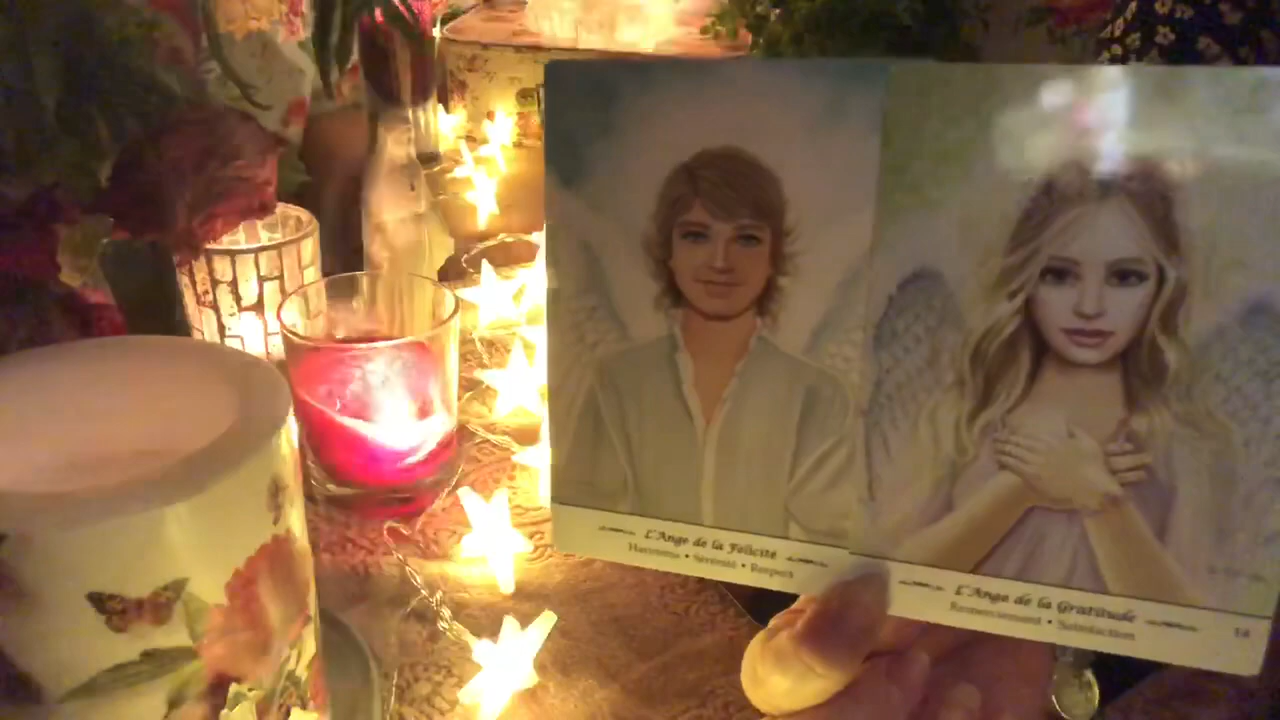 L'Ange de la Félicité
Harmonie • Sérénité • Respect
L'Ange de la Gratitude
Remerciement • Satisfaction
14